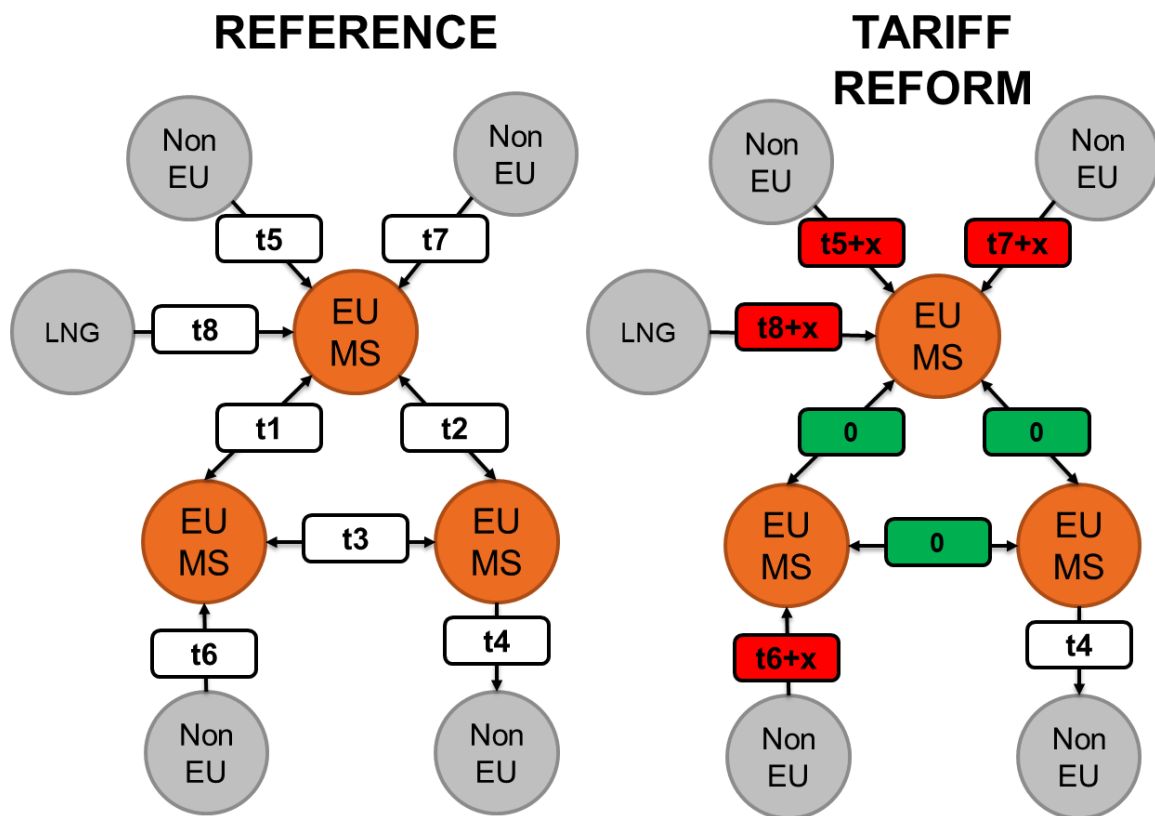 REFERENCE
Non
EU
Non
EU
t5
t7
LNG
t8
EU
MS
t1
t2
EU
MS
t3
EU
MS
t6
t4
Non
EU
Non
EU
TARIFF
REFORM
Non
EU
Non
EU
t5+x
t7+x
LNG
t8+x
EU
MS
0
0
EU
MS
0
EU
MS
t6+x
t4
Non
EU
Non
EU